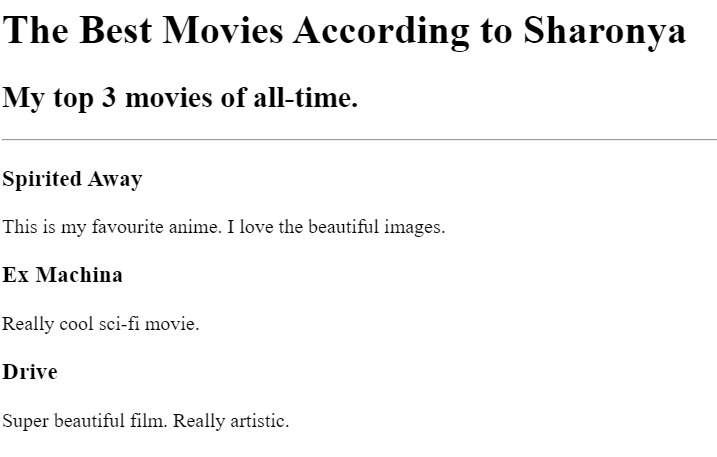 The Best Movies According to Sharonya
My top 3 movies of all-time.
Spirited Away
This is my favourite anime. I love the beautiful images.
Ex Machina
Really cool sci-fi movie.
Drive
Super beautiful film. Really artistic.